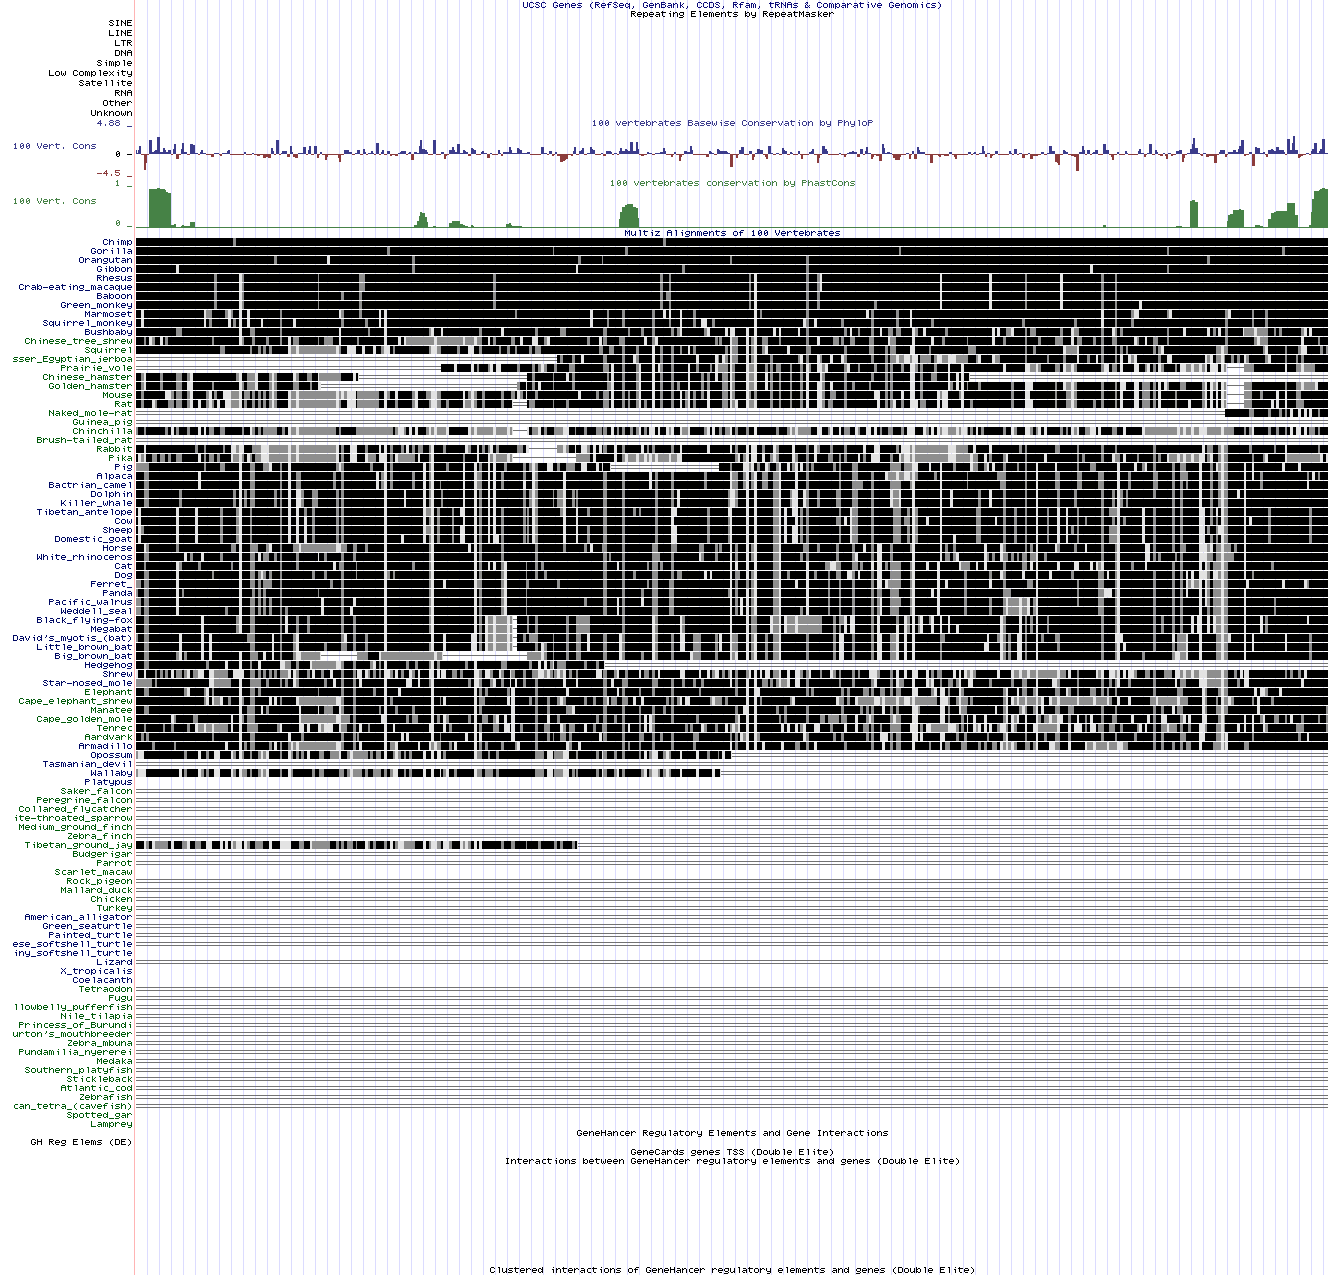 UCSC Genes (RefSeq, GenBank, CCDS, Rfam, tRNAs & Comparative Genomics)
Repeating Elements by RepeatMasker
SINE
LINE
LTR
DNA
Simple
Low Complexity
Satellite
RNA
Other
Unknown
4.88 _
100 vertebrates Basewise Conservation by PhyloP
100 Vert. Cons
0 _
-4.5 _
100 vertebrates conservation by PhastCons
1 _
100 Vert. Cons
0 _
Multiz Alignments of 100 Vertebrates
Chimp
Gorilla
Orangutan
Gibbon
Rhesus
Crab-eating_macaque
Baboon
Green_monkey
Marmoset
Squirrel_monkey
Bushbaby
Chinese_tree_shrew
Squirrel
sser_Egyptian_jerboa
Prairie_vole
Chinese_hamster
Golden_hamster
Mouse
Rat
Naked_mole-rat
Guinea_pig
Chinchilla
Brush-tailed_rat
Rabbit
Pika
Pig
Alpaca
Bactrian_camel
Dolphin
Killer_whale
Tibetan_antelope
Cow
Sheep
Domestic_goat
Horse
White_rhinoceros
Cat
Dog
Ferret_
Panda
Pacific_walrus
Weddell_seal
Black_flying-fox
Megabat
David's_myotis_(bat)
Little_brown_bat
Big_brown_bat
Hedgehog
Shrew
Star-nosed_mole
Elephant
Cape_elephant_shrew
Manatee
Cape_golden_mole
Tenrec
Aardvark
Armadillo
Opossum
Tasmanian_devil
Wallaby
Platypus
Saker_falcon
Peregrine_falcon
Collared_flycatcher
ite-throated_sparrow
Medium_ground_finch
Zebra_finch
Tibetan_ground_jay
Budgerigar
Parrot
Scarlet_macaw
Rock_pigeon
Mallard_duck
Chicken
Turkey
American_alligator
Green_seaturtle
Painted_turtle
ese_softshell_turtle
iny_softshell_turtle
Lizard
X_tropicalis
Coelacanth
Tetraodon
Fugu
llowbelly_pufferfish
Nile_tilapia
Princess_of_Burundi
urton's_mouthbreeder
Zebra_mbuna
Pundamilia_nyererei
Medaka
Southern_platyfish
Stickleback
Atlantic_cod
Zebrafish
can_tetra_(cavefish)
Spotted_gar
Lamprey
GeneHancer Regulatory Elements and Gene Interactions
GH Reg Elems (DE)
GeneCards genes TSS (Double Elite)
Interactions between GeneHancer regulatory elements and genes (Double Elite)
Clustered interactions of GeneHancer regulatory elements and genes (Double Elite)